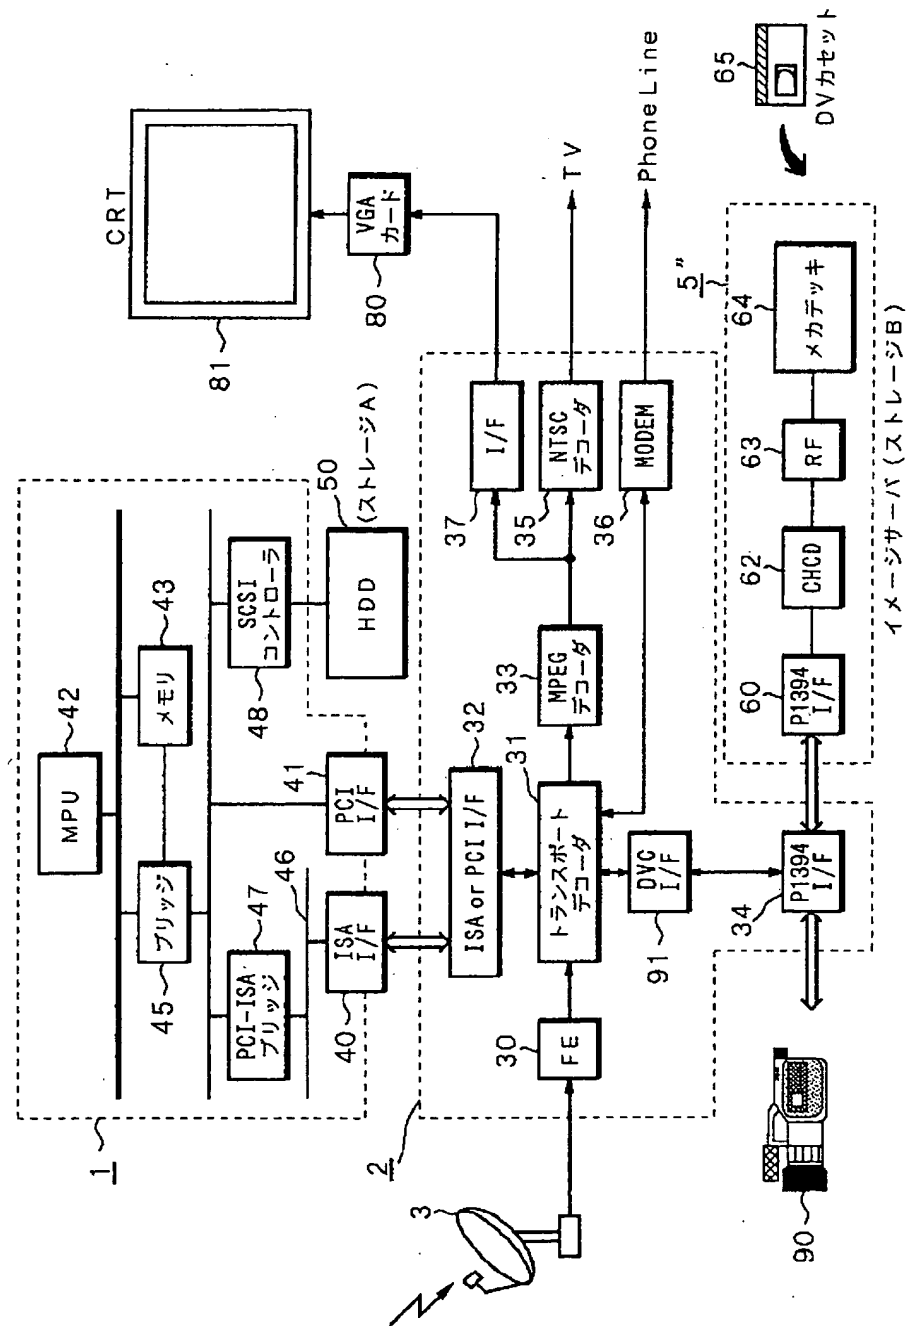 CRT
81
VGA
カード
80
TV
Phone Line
65
DVカセット
1
MPU
42
ブリッジ
45
メモリ
43
PCI-ISA
ブリッジ
47
46
SCSI
コントローラ
48
ISA
I/F
40
PCI
I/F
41
HDD
50
(ストレージA)
2
ISA or PCI I/F
32
I/F
37
3
FE
30
トランスポート
デコーダ
31
MPEG
デコーダ
33
NTSC
デコーダ
35
MODEM
36
DVC
I/F
91
P1394
I/F
34
90
5"
P1394
I/F
60
CHCD
62
RF
63
メカデッキ
64
イメージサーバ(ストレージB)